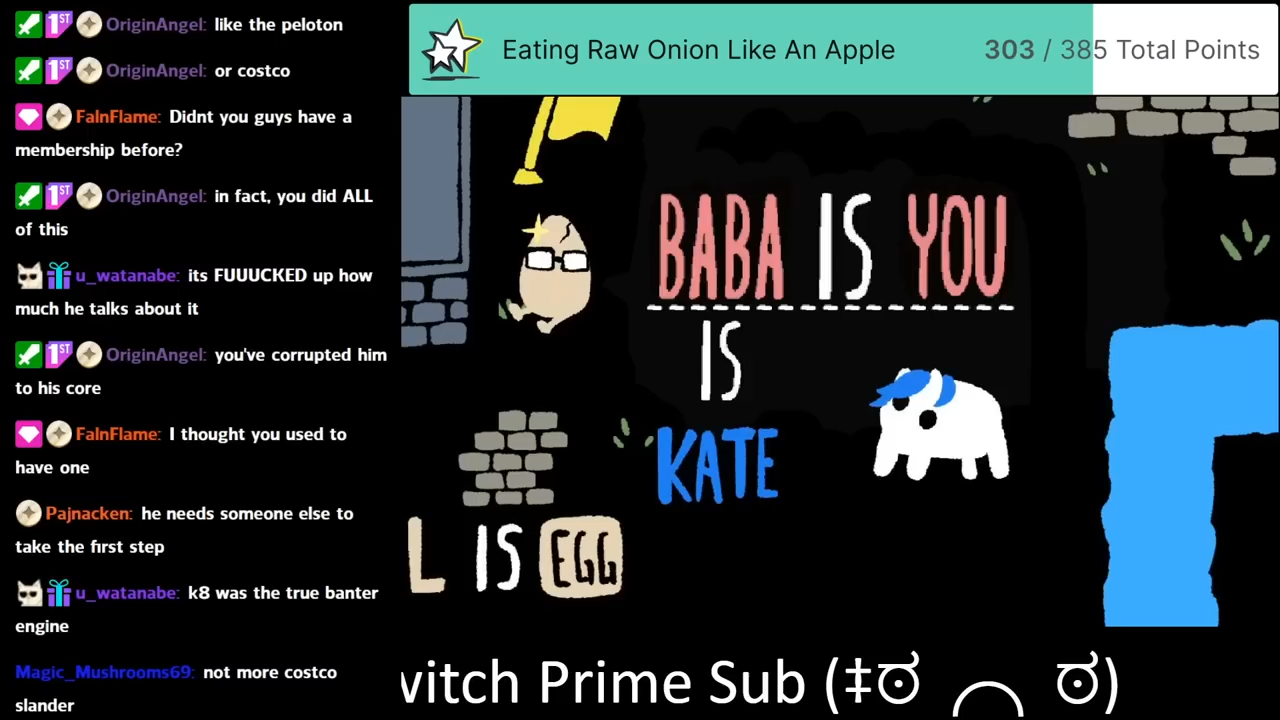 OriginAngel: like the peloton
OriginAngel: or costco
FalnFlame: Didnt you guys have a
membership before?
OriginAngel: in fact, you did ALL
of this
u_watanabe: its FUUUCKED up how
much he talks about it
OriginAngel: you've corrupted him
to his core
FalnFlame: I thought you used to
have one
Pajnacken: he needs someone else to
take the first step
u_watanabe: k8 was the true banter
engine
Magic_Mushrooms69: not more costco
slander
Eating Raw Onion Like An Apple 303 / 385 Total Points
BABA IS YOU
IS
KATE
L IS EGG
witch Prime Sub (‡ಠ ╭╮ ಠ)